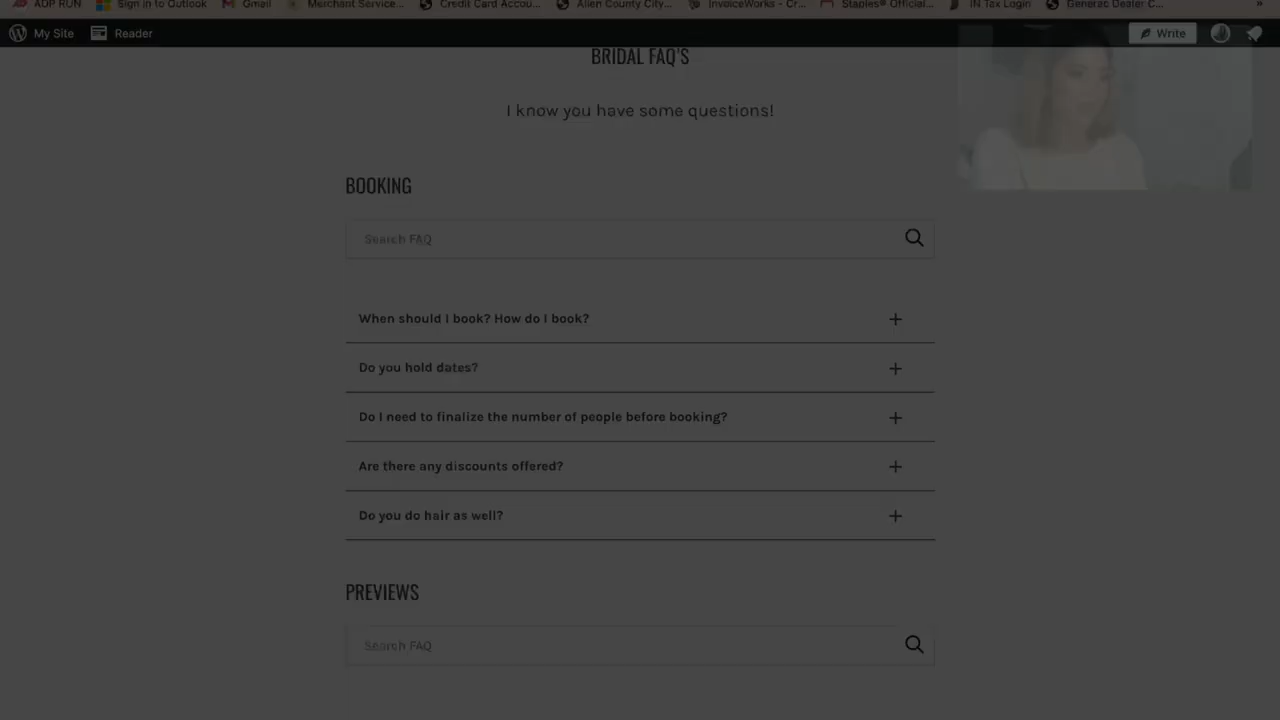 ADP RUN Sign in to Outlook Gmail Merchant Service... Credit Card Accou... Allen County City... InvoiceWorks - Cr... Staples® Official... IN Tax Login Generac Dealer C... »
My Site Reader Write
BRIDAL FAQ'S
I know you have some questions!
BOOKING
Search FAQ
When should I book? How do I book?
Do you hold dates?
Do I need to finalize the number of people before booking?
Are there any discounts offered?
Do you do hair as well?
PREVIEWS
Search FAQ